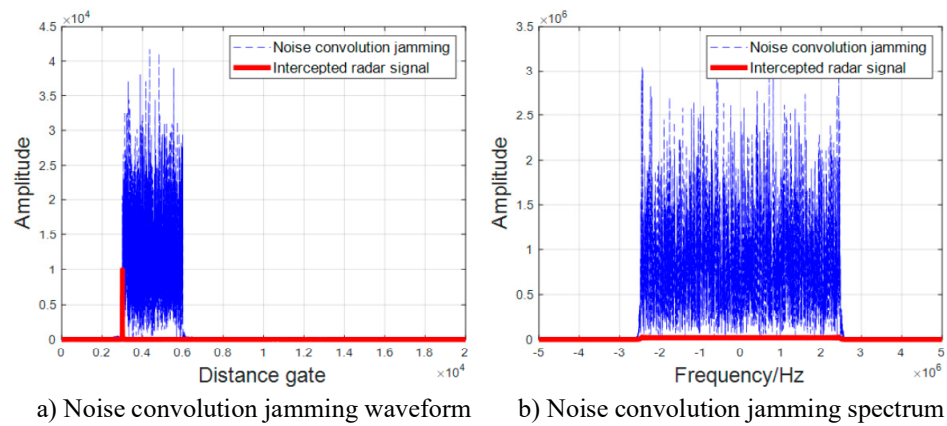 ×10⁴
4.5
4
3.5
3
2.5
2
1.5
1
0.5
0
Amplitude
Noise convolution jamming
Intercepted radar signal
0 0.2 0.4 0.6 0.8 1.0 1.2 1.4 1.6 1.8 2.0
Distance gate
×10⁴
×10⁶
3.5
3
2.5
2
1.5
1
0.5
0
Amplitude
Noise convolution jamming
Intercepted radar signal
-5 -4 -3 -2 -1 0 1 2 3 4 5
Frequency/Hz
×10⁶
a) Noise convolution jamming waveform
b) Noise convolution jamming spectrum